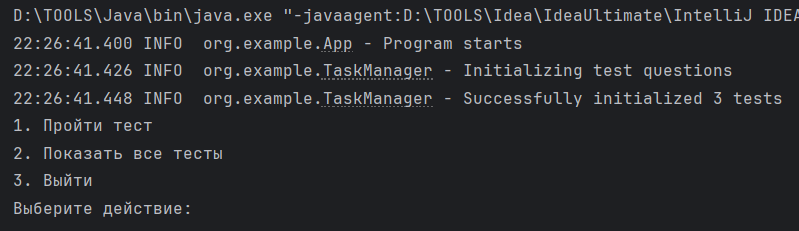 D:\TOOLS\Java\bin\java.exe "-javaagent:D:\TOOLS\Idea\IdeaUltimate\IntelliJ IDEA
22:26:41.400 INFO  org.example.App - Program starts
22:26:41.426 INFO  org.example.TaskManager - Initializing test questions
22:26:41.448 INFO  org.example.TaskManager - Successfully initialized 3 tests
1. Пройти тест
2. Показать все тесты
3. Выйти
Выберите действие: